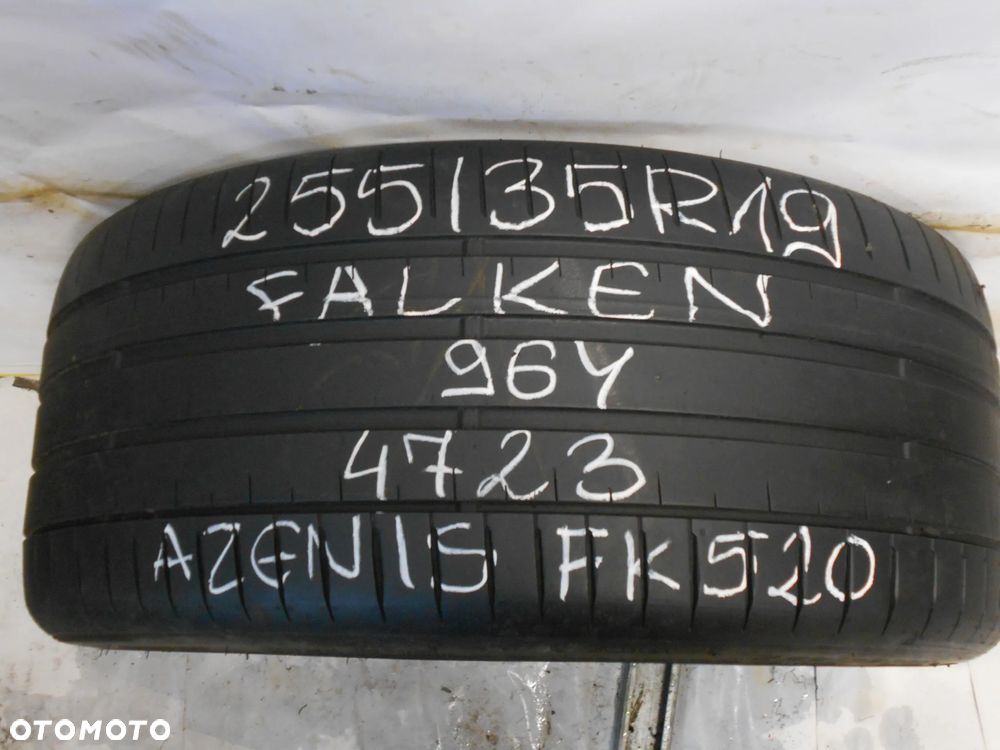 255/35R19
FALKEN
96Y
4723
AZENIS FK520
OTOMOTO